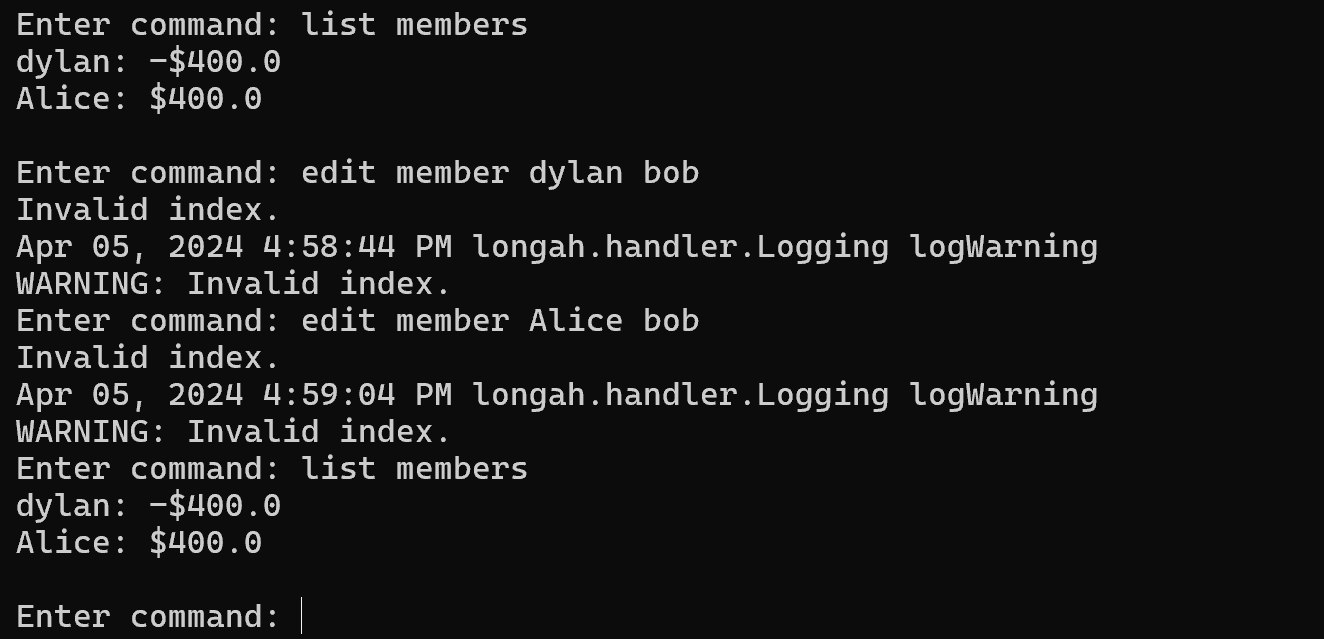 Enter command: list members
dylan: -$400.0
Alice: $400.0
Enter command: edit member dylan bob
Invalid index.
Apr 05, 2024 4:58:44 PM longah.handler.Logging logWarning
WARNING: Invalid index.
Enter command: edit member Alice bob
Invalid index.
Apr 05, 2024 4:59:04 PM longah.handler.Logging logWarning
WARNING: Invalid index.
Enter command: list members
dylan: -$400.0
Alice: $400.0
Enter command: